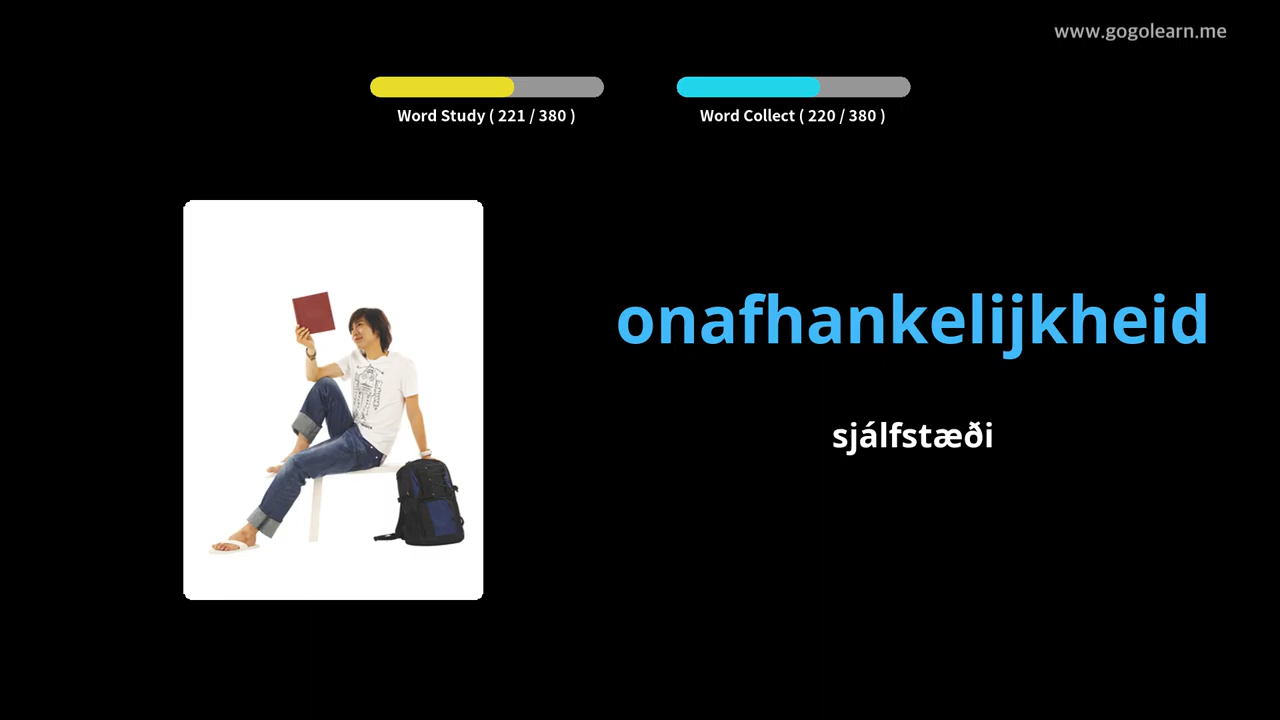 www.gogolearn.me
Word Study ( 221 / 380 )
Word Collect ( 220 / 380 )
onafhankelijkheid
sjálfstæði